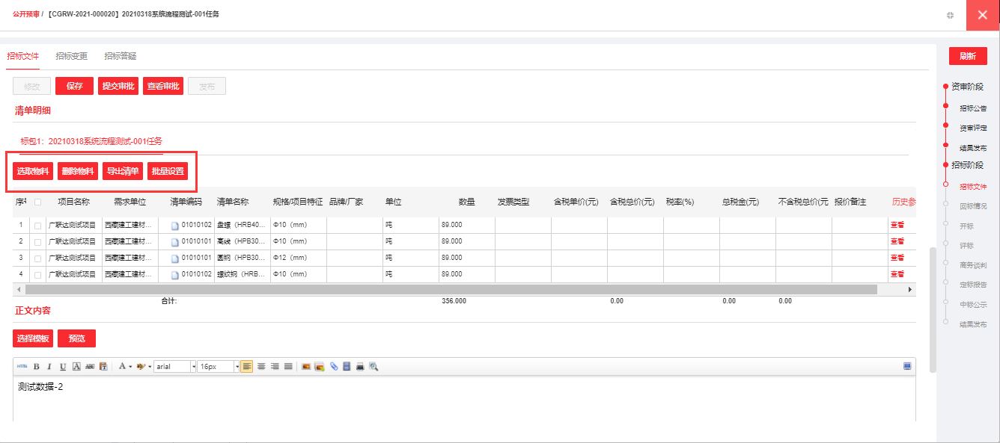 公开预审 / 【CGRW-2021-000020】20210318系统流程测试-001任务
招标文件 招标变更 招标答疑
修改 保存 提交审批 查看审批 发布
清单明细
标包1: 20210318系统流程测试-001任务
选取物料 删除物料 导出清单 批量设置
序号 项目名称 需求单位 清单编码 清单名称 规格/项目特征 品牌/厂家 单位 数量 发票类型 含税单价(元) 含税总价(元) 税率(%) 总税金(元) 不含税总价(元 报价备注 历史参
1 广联达测试项目 西藏建工建材... 01010102 盘螺（HRB40... Φ10（mm） 吨 89.000 查看
2 广联达测试项目 西藏建工建材... 01010101 高线（HPB30... Φ10（mm） 吨 89.000 查看
3 广联达测试项目 西藏建工建材... 01010101 圆钢（HPB30... Φ12（mm） 吨 89.000 查看
4 广联达测试项目 西藏建工建材... 01010102 螺纹钢（HRB... Φ10（mm） 吨 89.000 查看
合计: 356.000 0.00 0.00 0.00
正文内容
选择模板 预览
HTML B I U A ABC A arial 16px
测试数据-2
刷新
资审阶段
招标公告
资审评定
结果发布
招标阶段
招标文件
回标情况
开标
评标
商务谈判
定标报告
中标公示
结果发布